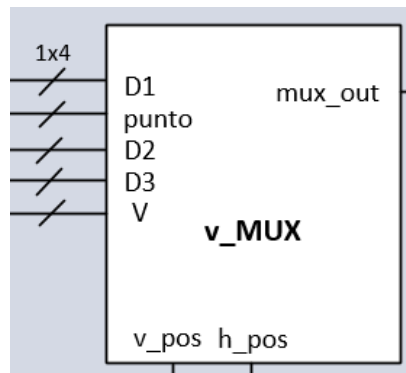 1x4
D1
mux_out
punto
D2
D3
V
v_MUX
v_pos h_pos